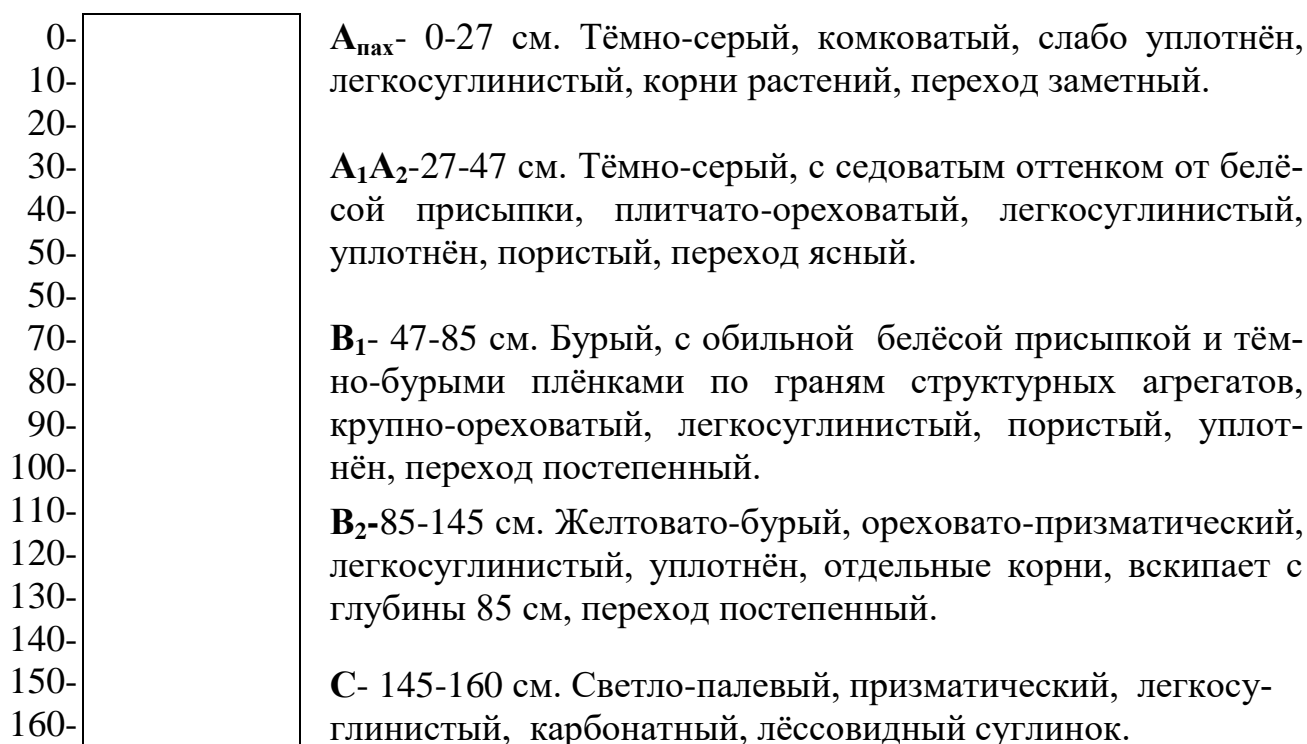 0-
10-
20-
30-
40-
50-
50-
70-
80-
90-
100-
110-
120-
130-
140-
150-
160-
Апах- 0-27 см. Тёмно-серый, комковатый, слабо уплотнён,
легкосуглинистый, корни растений, переход заметный.
А1А2-27-47 см. Тёмно-серый, с седоватым оттенком от белё-
сой присыпки, плитчато-ореховатый, легкосуглинистый,
уплотнён, пористый, переход ясный.
В1- 47-85 см. Бурый, с обильной белёсой присыпкой и тём-
но-бурыми плёнками по граням структурных агрегатов,
крупно-ореховатый, легкосуглинистый, пористый, уплот-
нён, переход постепенный.
В2-85-145 см. Желтовато-бурый, ореховато-призматический,
легкосуглинистый, уплотнён, отдельные корни, вскипает с
глубины 85 см, переход постепенный.
С- 145-160 см. Светло-палевый, призматический, легкосу-
глинистый, карбонатный, лёссовидный суглинок.